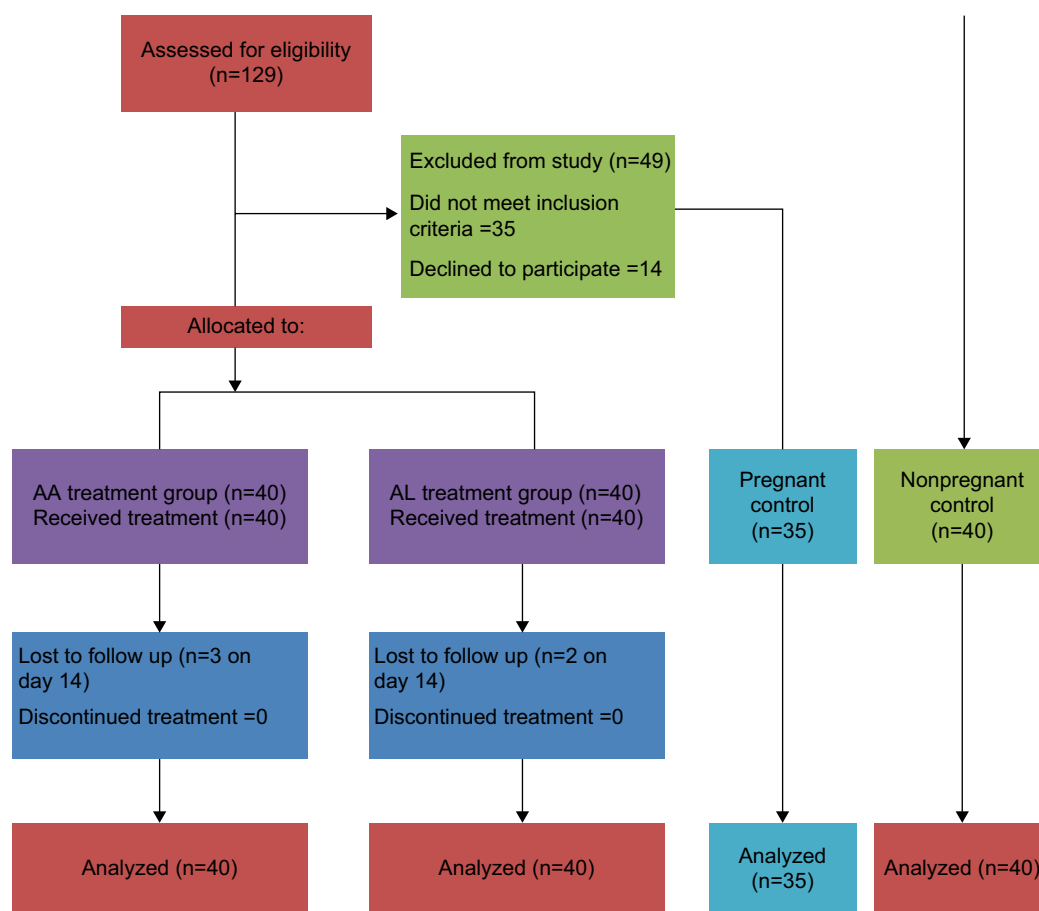 Assessed for eligibility
(n=129)
Excluded from study (n=49)
Did not meet inclusion
criteria =35
Declined to participate =14
Allocated to:
AA treatment group (n=40)
Received treatment (n=40)
AL treatment group (n=40)
Received treatment (n=40)
Pregnant
control
(n=35)
Nonpregnant
control
(n=40)
Lost to follow up (n=3 on
day 14)
Discontinued treatment =0
Lost to follow up (n=2 on
day 14)
Discontinued treatment =0
Analyzed (n=40)
Analyzed (n=40)
Analyzed
(n=35)
Analyzed (n=40)